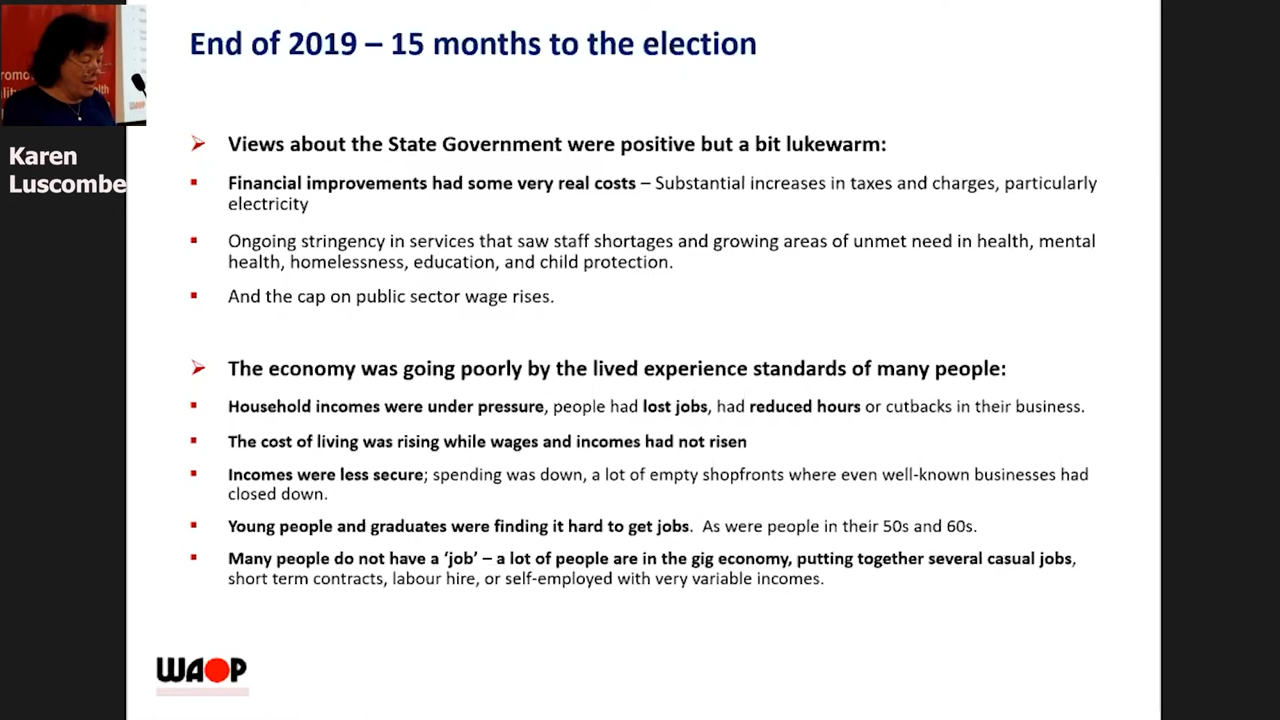 End of 2019 – 15 months to the election
Karen
Luscombe
Views about the State Government were positive but a bit lukewarm:
Financial improvements had some very real costs – Substantial increases in taxes and charges, particularly
electricity
Ongoing stringency in services that saw staff shortages and growing areas of unmet need in health, mental
health, homelessness, education, and child protection.
And the cap on public sector wage rises.
The economy was going poorly by the lived experience standards of many people:
Household incomes were under pressure, people had lost jobs, had reduced hours or cutbacks in their business.
The cost of living was rising while wages and incomes had not risen
Incomes were less secure; spending was down, a lot of empty shopfronts where even well-known businesses had
closed down.
Young people and graduates were finding it hard to get jobs. As were people in their 50s and 60s.
Many people do not have a ‘job’ – a lot of people are in the gig economy, putting together several casual jobs,
short term contracts, labour hire, or self-employed with very variable incomes.
WAOP